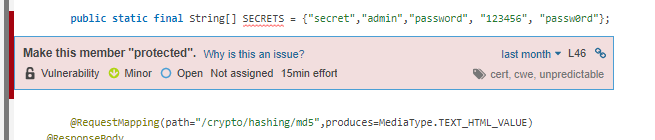 public static final String[] SECRETS = {"secret","admin","password", "123456", "passw0rd"};
Make this member "protected". Why is this an issue? last month L46
Vulnerability Minor Open Not assigned 15min effort cert, cwe, unpredictable
@RequestMapping(path="/crypto/hashing/md5",produces=MediaType.TEXT_HTML_VALUE)
@ResponseBody